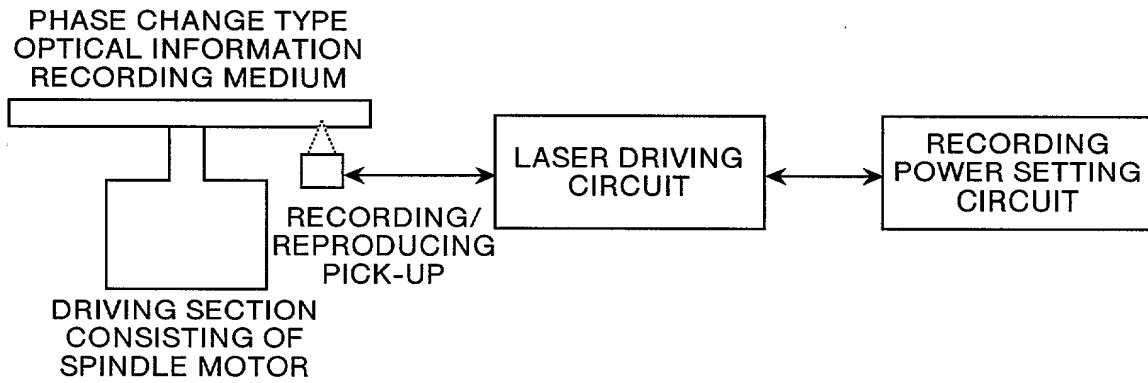 PHASE CHANGE TYPE
OPTICAL INFORMATION
RECORDING MEDIUM
LASER DRIVING
CIRCUIT
RECORDING
POWER SETTING
CIRCUIT
RECORDING/
REPRODUCING
PICK-UP
DRIVING SECTION
CONSISTING OF
SPINDLE MOTOR